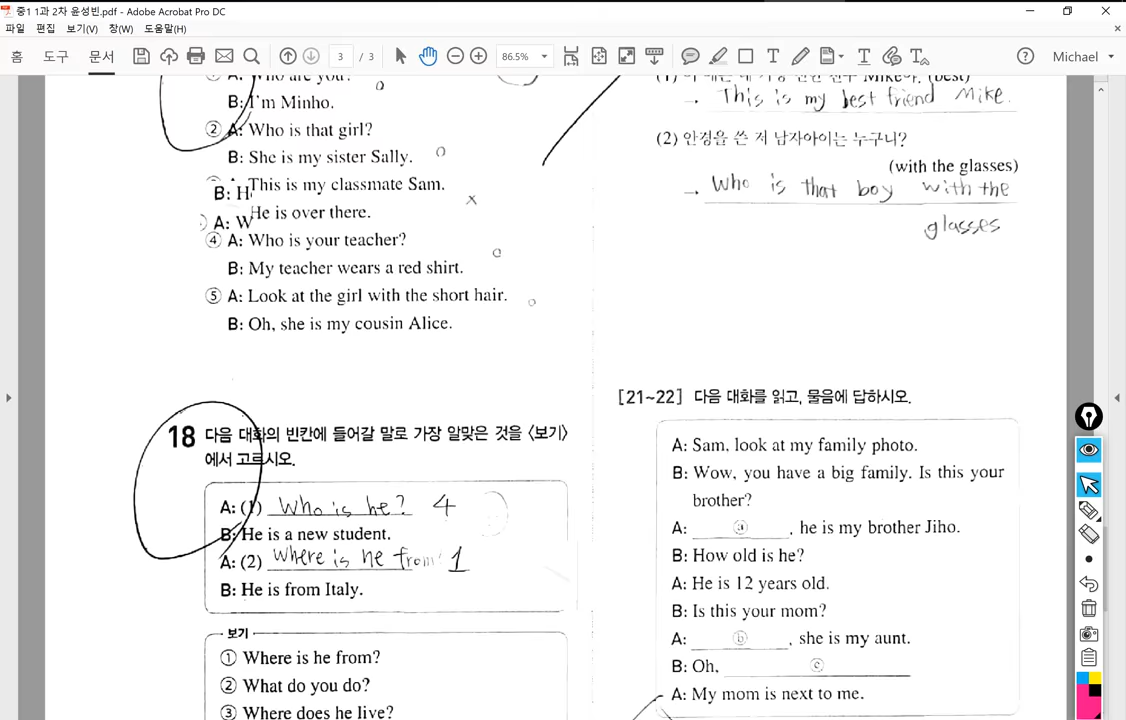 중1 1과 2차 윤성빈.pdf - Adobe Acrobat Pro DC
파일 편집 보기(V) 창(W) 도움말(H)
홈 도구 문서 3 / 3 86.5% Michael
A: Who are you?
B: I'm Minho.
② A: Who is that girl?
B: She is my sister Sally.
This is my classmate Sam.
B: H
He is over there.
A: W
④ A: Who is your teacher?
B: My teacher wears a red shirt.
⑤ A: Look at the girl with the short hair.
B: Oh, she is my cousin Alice.
18 다음 대화의 빈칸에 들어갈 말로 가장 알맞은 것을 〈보기〉
에서 고르시오.
A: (1) Who is he? 4
B: He is a new student.
A: (2) Where is he from? 1
B: He is from Italy.
보기
① Where is he from?
② What do you do?
③ Where does he live?
(best)
→ This is my best friend Mike.
(2) 안경을 쓴 저 남자아이는 누구니?
(with the glasses)
→ Who is that boy with the
glasses
[21~22] 다음 대화를 읽고, 물음에 답하시오.
A: Sam, look at my family photo.
B: Wow, you have a big family. Is this your
brother?
A: ⓐ , he is my brother Jiho.
B: How old is he?
A: He is 12 years old.
B: Is this your mom?
A: ⓑ , she is my aunt.
B: Oh, ⓒ
A: My mom is next to me.